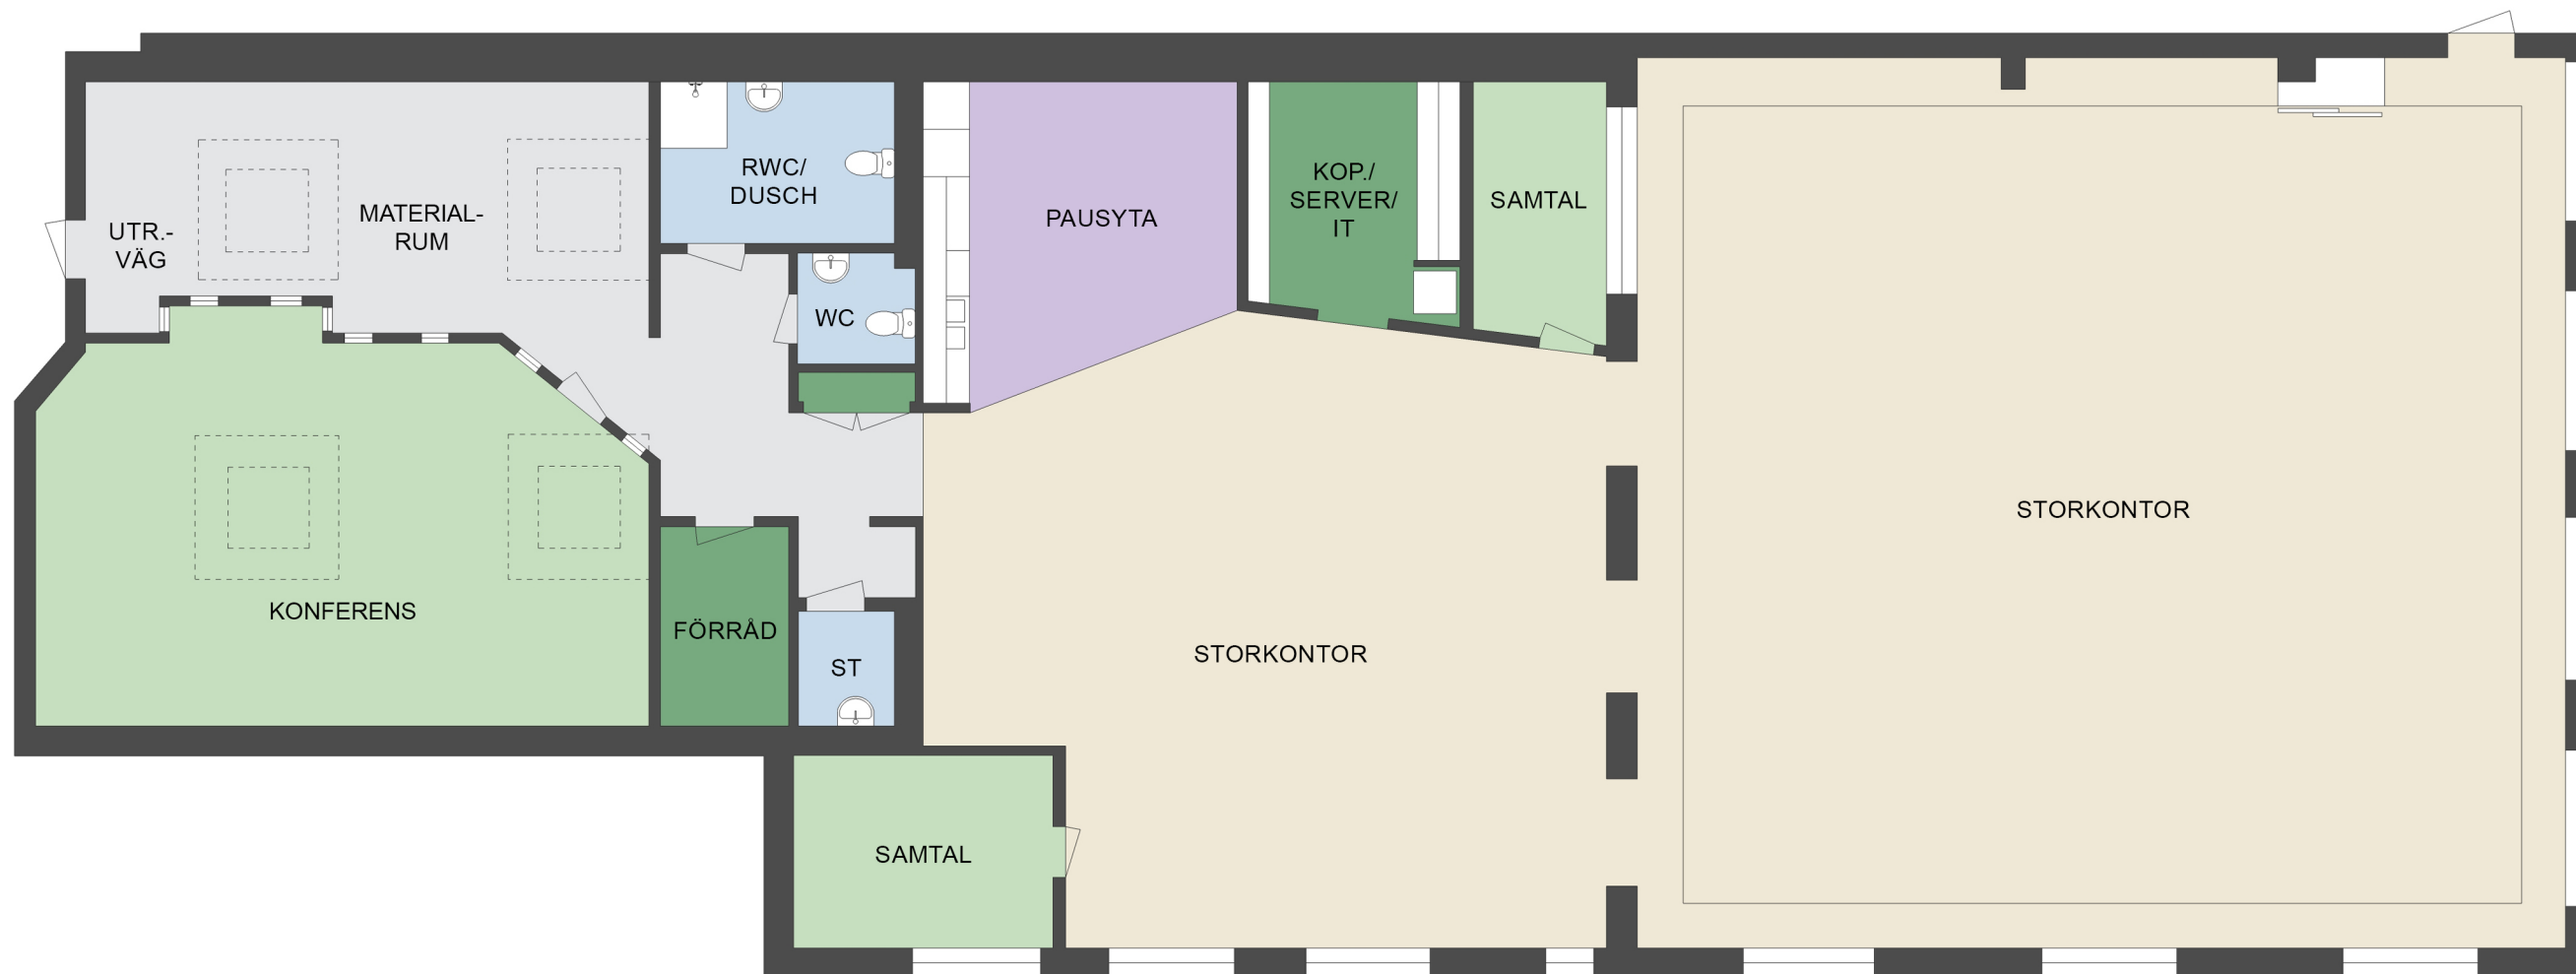 UTR.-
VÄG
MATERIAL-
RUM
RWC/
DUSCH
WC
PAUSYTA
KOP./
SERVER/
IT
SAMTAL
STORKONTOR
KONFERENS
FÖRRÅD
ST
STORKONTOR
SAMTAL